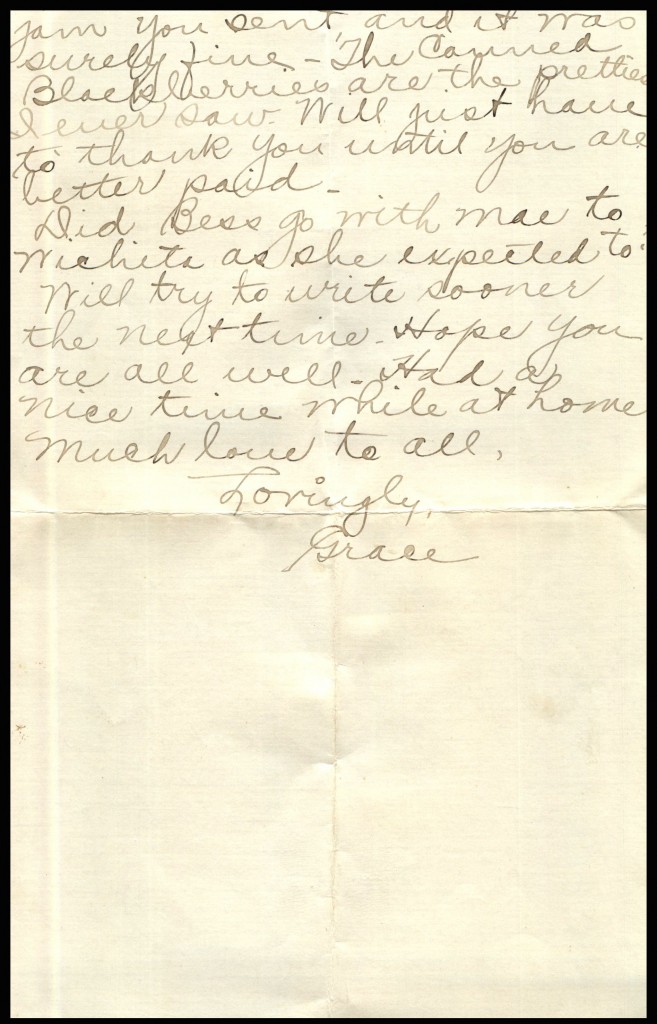 jam you sent, and it was
surely fine - The Canned
Blackberries are the prettiest
I ever saw. Will just have
to thank you until you are
better paid -
Did Bess go with Mae to
Wichita as she expected to?
Will try to write sooner
the next time - Hope you
are all well - Had a
nice time while at home
Much love to all,
Lovingly,
Grace